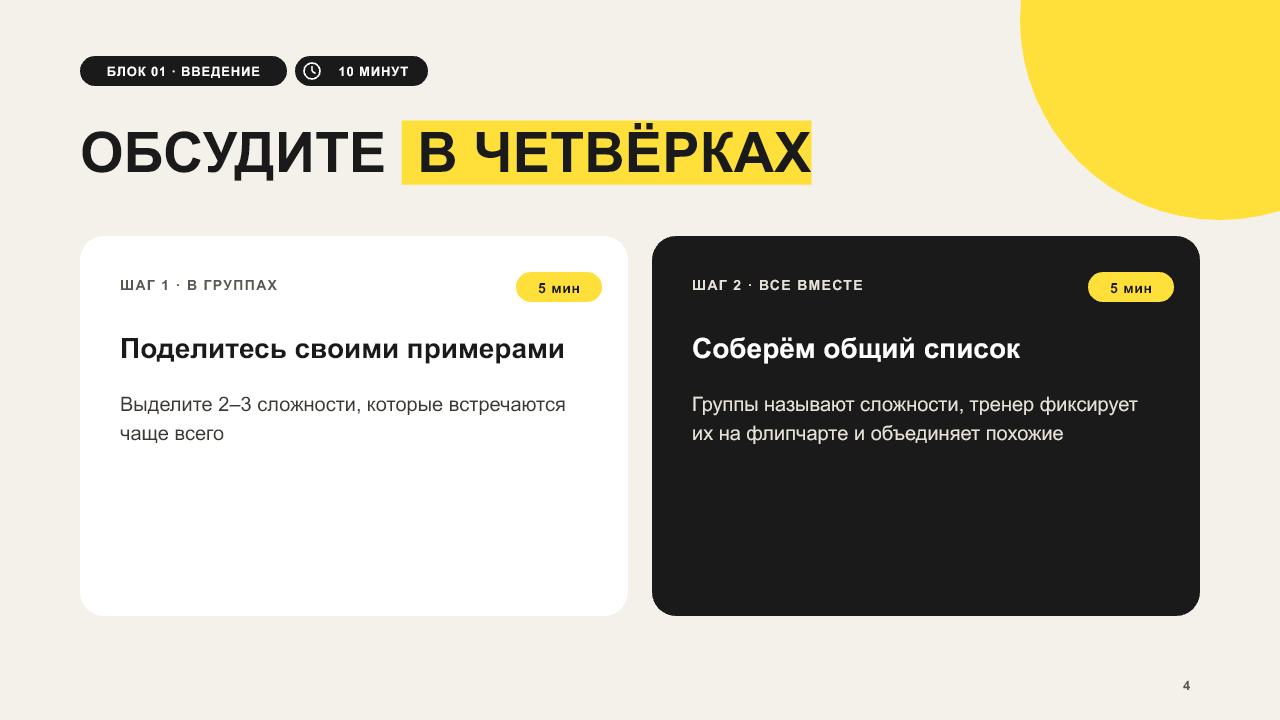 БЛОК 01 · ВВЕДЕНИЕ
10 МИНУТ
ОБСУДИТЕ В ЧЕТВЁРКАХ
ШАГ 1 · В ГРУППАХ
5 мин
Поделитесь своими примерами
Выделите 2–3 сложности, которые встречаются
чаще всего
ШАГ 2 · ВСЕ ВМЕСТЕ
5 мин
Соберём общий список
Группы называют сложности, тренер фиксирует
их на флипчарте и объединяет похожие
4